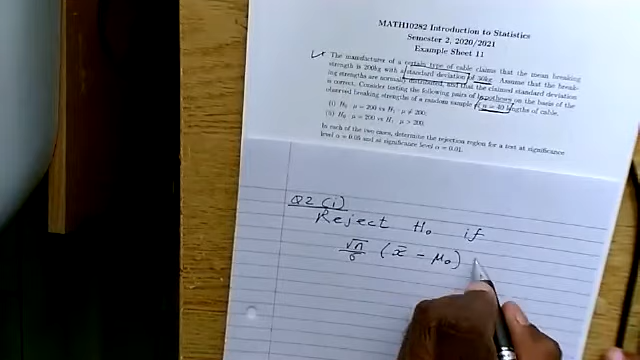 MATH10282 Introduction to Statistics
Semester 2, 2020/2021
Example Sheet 11
1. The manufacturer of a certain type of cable claims that the mean breaking
strength is 200kg with a standard deviation of 30kg. Assume that the break-
ing strengths are normally distributed, and that the claimed standard deviation
is correct. Consider testing the following pairs of hypotheses on the basis of the
observed breaking strengths of a random sample of n = 40 lengths of cable.
(i) H₀ μ = 200 vs H₁ μ ≠ 200;
(ii) H₀ μ = 200 vs H₁ μ > 200;
In each of the two cases, determine the rejection region for a test at significance
level α = 0.05 and at significance level α = 0.01.
Q2 (i)
Reject H₀ if
√n/σ (x̄ − μ₀)